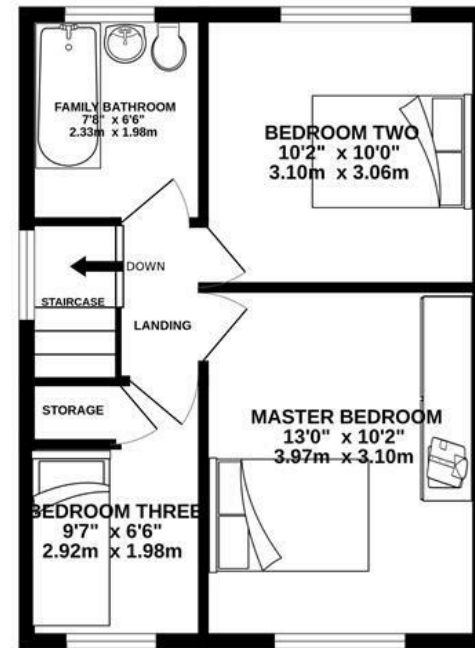 FAMILY BATHROOM
7'8" x 6'6"
2.33m x 1.98m
BEDROOM TWO
10'2" x 10'0"
3.10m x 3.06m
DOWN
STAIRCASE
LANDING
STORAGE
MASTER BEDROOM
13'0" x 10'2"
3.97m x 3.10m
BEDROOM THREE
9'7" x 6'6"
2.92m x 1.98m